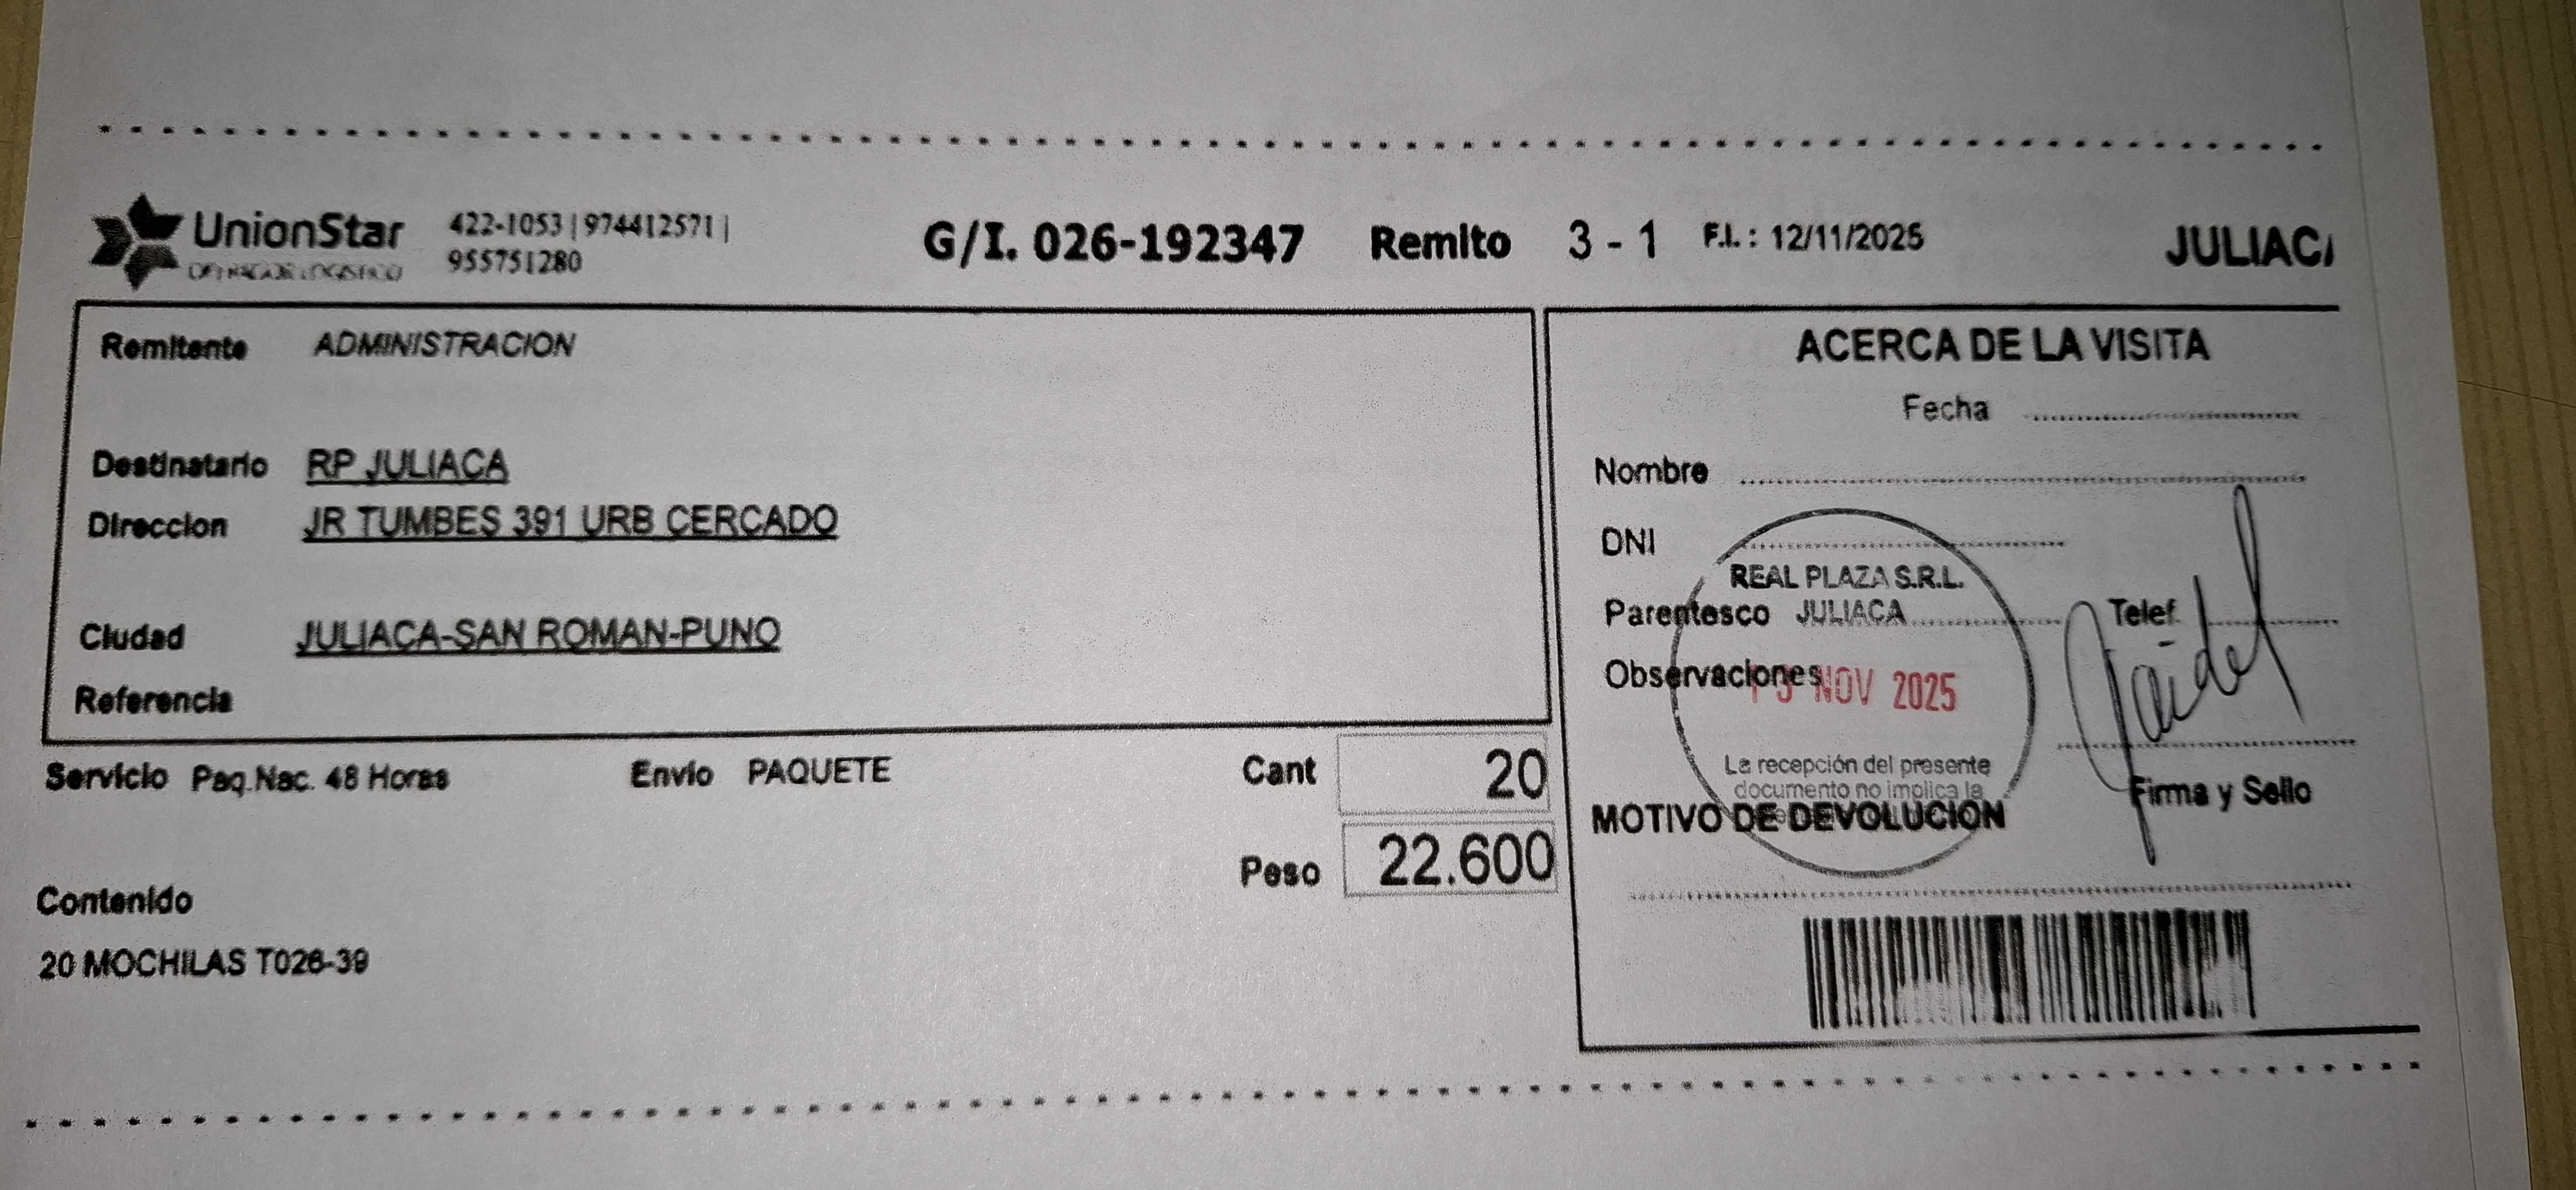 UnionStar
OPERADOR LOGISTICO
422-1053 | 974412571 |
955751280
G/I. 026-192347 Remito 3 - 1 F.I. : 12/11/2025 JULIACA
Remitente ADMINISTRACION
Destinatario RP JULIACA
Direccion JR TUMBES 391 URB CERCADO
Ciudad JULIACA-SAN ROMAN-PUNO
Referencia
Servicio Paq.Nac. 48 Horas Envio PAQUETE Cant 20
Peso 22.600
Contenido
20 MOCHILAS T026-39
ACERCA DE LA VISITA
Fecha
Nombre
DNI
REAL PLAZA S.R.L.
Parentesco JULIACA Telef.
Observaciones NOV 2025
La recepción del presente
documento no implica la
Firma y Sello
MOTIVO DE DEVOLUCION